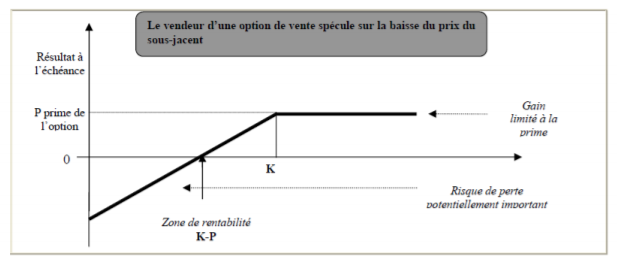 Le vendeur d'une option de vente spécule sur la baisse du prix du
sous-jacent
Résultat à
l'échéance
P prime de
l'option
0
K
Gain
limité à la
prime
Risque de perte
potentiellement important
Zone de rentabilité
K-P